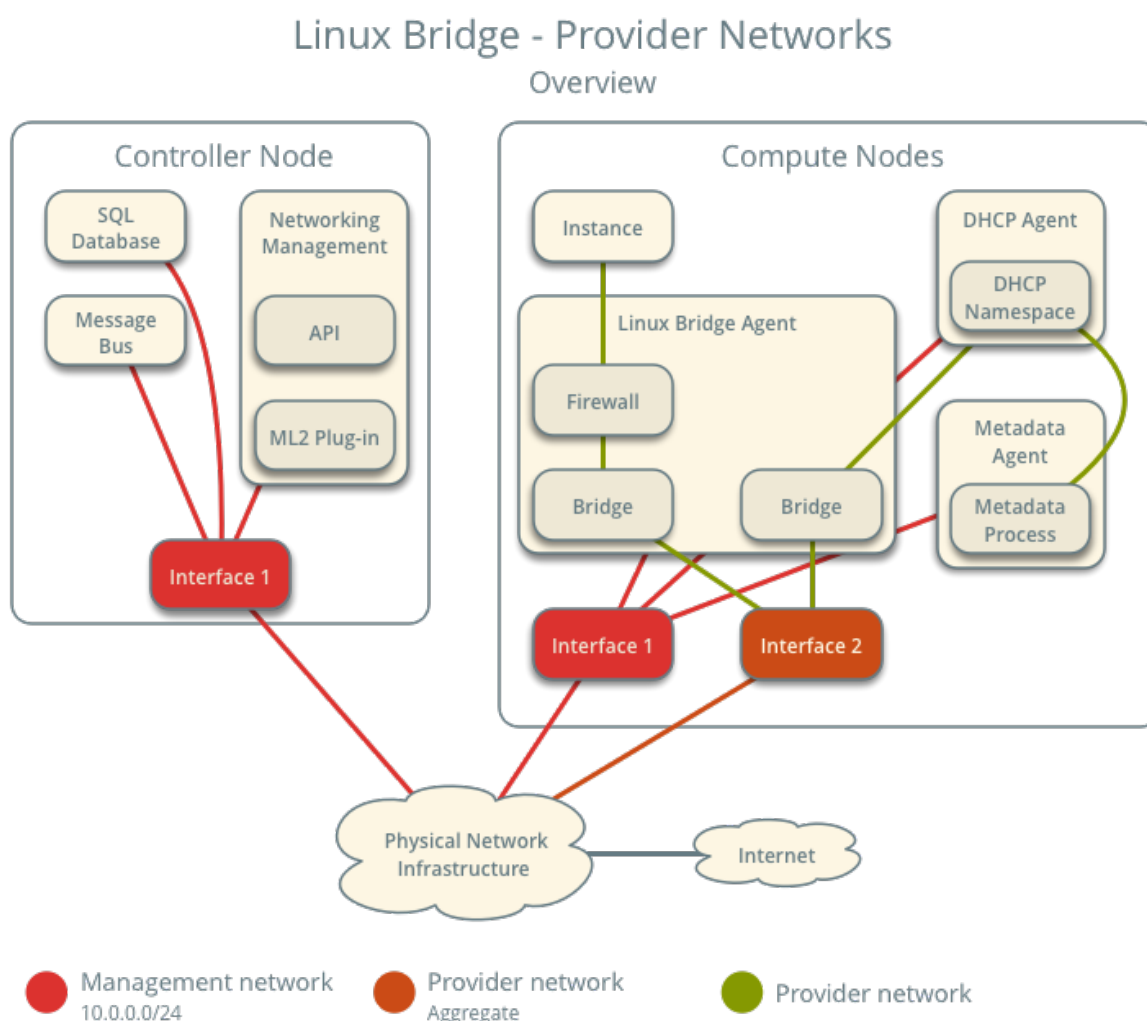 Linux Bridge - Provider Networks
Overview
Controller Node
SQL
Database
Networking
Management
Message
Bus
API
ML2 Plug-in
Interface 1
Compute Nodes
Instance
DHCP Agent
DHCP
Namespace
Linux Bridge Agent
Firewall
Metadata
Agent
Bridge
Bridge
Metadata
Process
Interface 1
Interface 2
Physical Network
Infrastructure
Internet
Management network
10.0.0.0/24
Provider network
Aggregate
Provider network